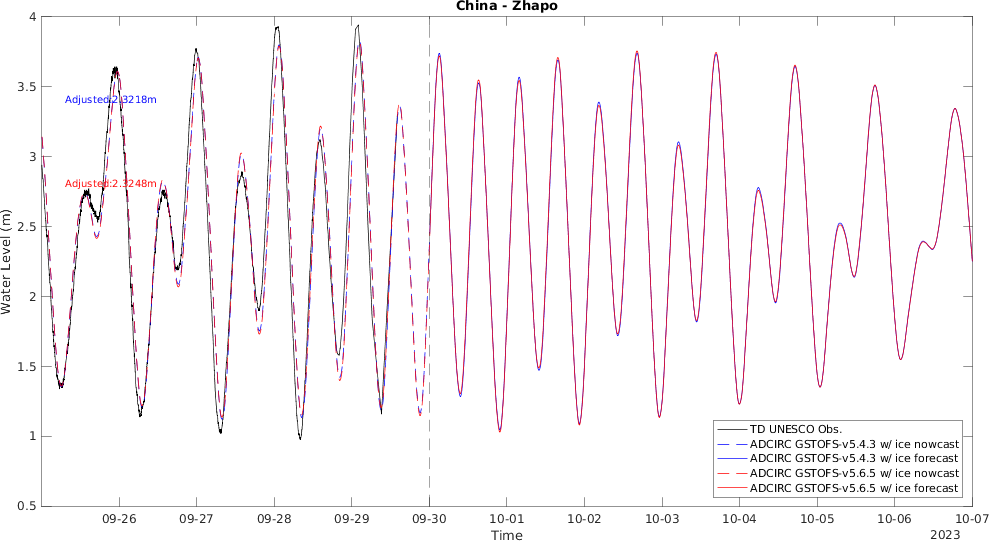 China - Zhapo
4
3.5
3
2.5
2
1.5
1
0.5
Water Level (m)
Adjusted:2.3218m
Adjusted:2.3248m
TD UNESCO Obs.
ADCIRC GSTOFS-v5.4.3 w/ ice nowcast
ADCIRC GSTOFS-v5.4.3 w/ ice forecast
ADCIRC GSTOFS-v5.6.5 w/ ice nowcast
ADCIRC GSTOFS-v5.6.5 w/ ice forecast
09-26 09-27 09-28 09-29 09-30 10-01 10-02 10-03 10-04 10-05 10-06 10-07
Time
2023